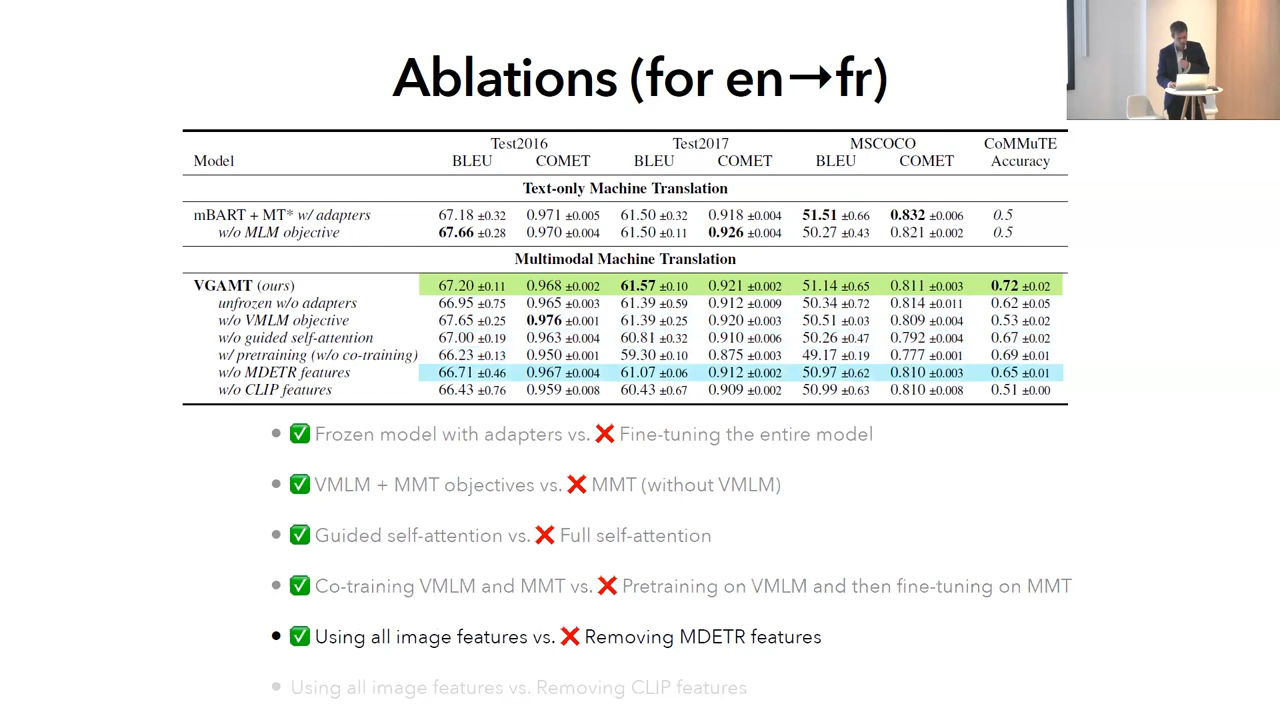 Ablations (for en→fr)
Test2016 Test2017 MSCOCO CoMMuTE
Model BLEU COMET BLEU COMET BLEU COMET Accuracy
Text-only Machine Translation
mBART + MT* w/ adapters 67.18 ±0.32 0.971 ±0.005 61.50 ±0.32 0.918 ±0.004 51.51 ±0.66 0.832 ±0.006 0.5
w/o MLM objective 67.66 ±0.28 0.970 ±0.004 61.50 ±0.11 0.926 ±0.004 50.27 ±0.43 0.821 ±0.002 0.5
Multimodal Machine Translation
VGAMT (ours) 67.20 ±0.11 0.968 ±0.002 61.57 ±0.10 0.921 ±0.002 51.14 ±0.65 0.811 ±0.003 0.72 ±0.02
unfrozen w/o adapters 66.95 ±0.75 0.965 ±0.003 61.39 ±0.59 0.912 ±0.009 50.34 ±0.72 0.814 ±0.011 0.62 ±0.05
w/o VMLM objective 67.65 ±0.25 0.976 ±0.001 61.39 ±0.25 0.920 ±0.003 50.51 ±0.03 0.809 ±0.004 0.53 ±0.02
w/o guided self-attention 67.00 ±0.19 0.963 ±0.004 60.81 ±0.32 0.910 ±0.006 50.26 ±0.47 0.792 ±0.004 0.67 ±0.02
w/ pretraining (w/o co-training) 66.23 ±0.13 0.950 ±0.001 59.30 ±0.10 0.875 ±0.003 49.17 ±0.19 0.777 ±0.001 0.69 ±0.01
w/o MDETR features 66.71 ±0.46 0.967 ±0.004 61.07 ±0.06 0.912 ±0.002 50.97 ±0.62 0.810 ±0.003 0.65 ±0.01
w/o CLIP features 66.43 ±0.76 0.959 ±0.008 60.43 ±0.67 0.909 ±0.002 50.99 ±0.63 0.810 ±0.008 0.51 ±0.00
• ✅ Frozen model with adapters vs. ❌ Fine-tuning the entire model
• ✅ VMLM + MMT objectives vs. ❌ MMT (without VMLM)
• ✅ Guided self-attention vs. ❌ Full self-attention
• ✅ Co-training VMLM and MMT vs. ❌ Pretraining on VMLM and then fine-tuning on MMT
• ✅ Using all image features vs. ❌ Removing MDETR features
• Using all image features vs. Removing CLIP features